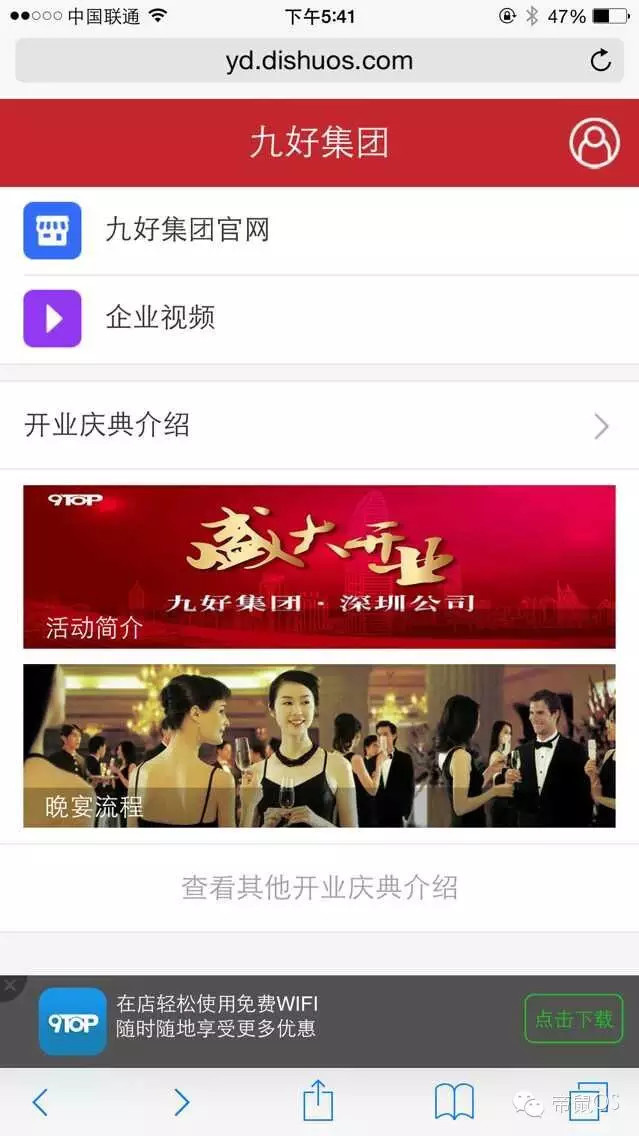 中国联通
下午5:41
47%
yd.dishuos.com
九好集团
九好集团官网
企业视频
开业庆典介绍
9TOP
盛大开业
九好集团·深圳公司
活动简介
晚宴流程
查看其他开业庆典介绍
9TOP
在店轻松使用免费WIFI
随时随地享受更多优惠
点击下载
帝鼠OS